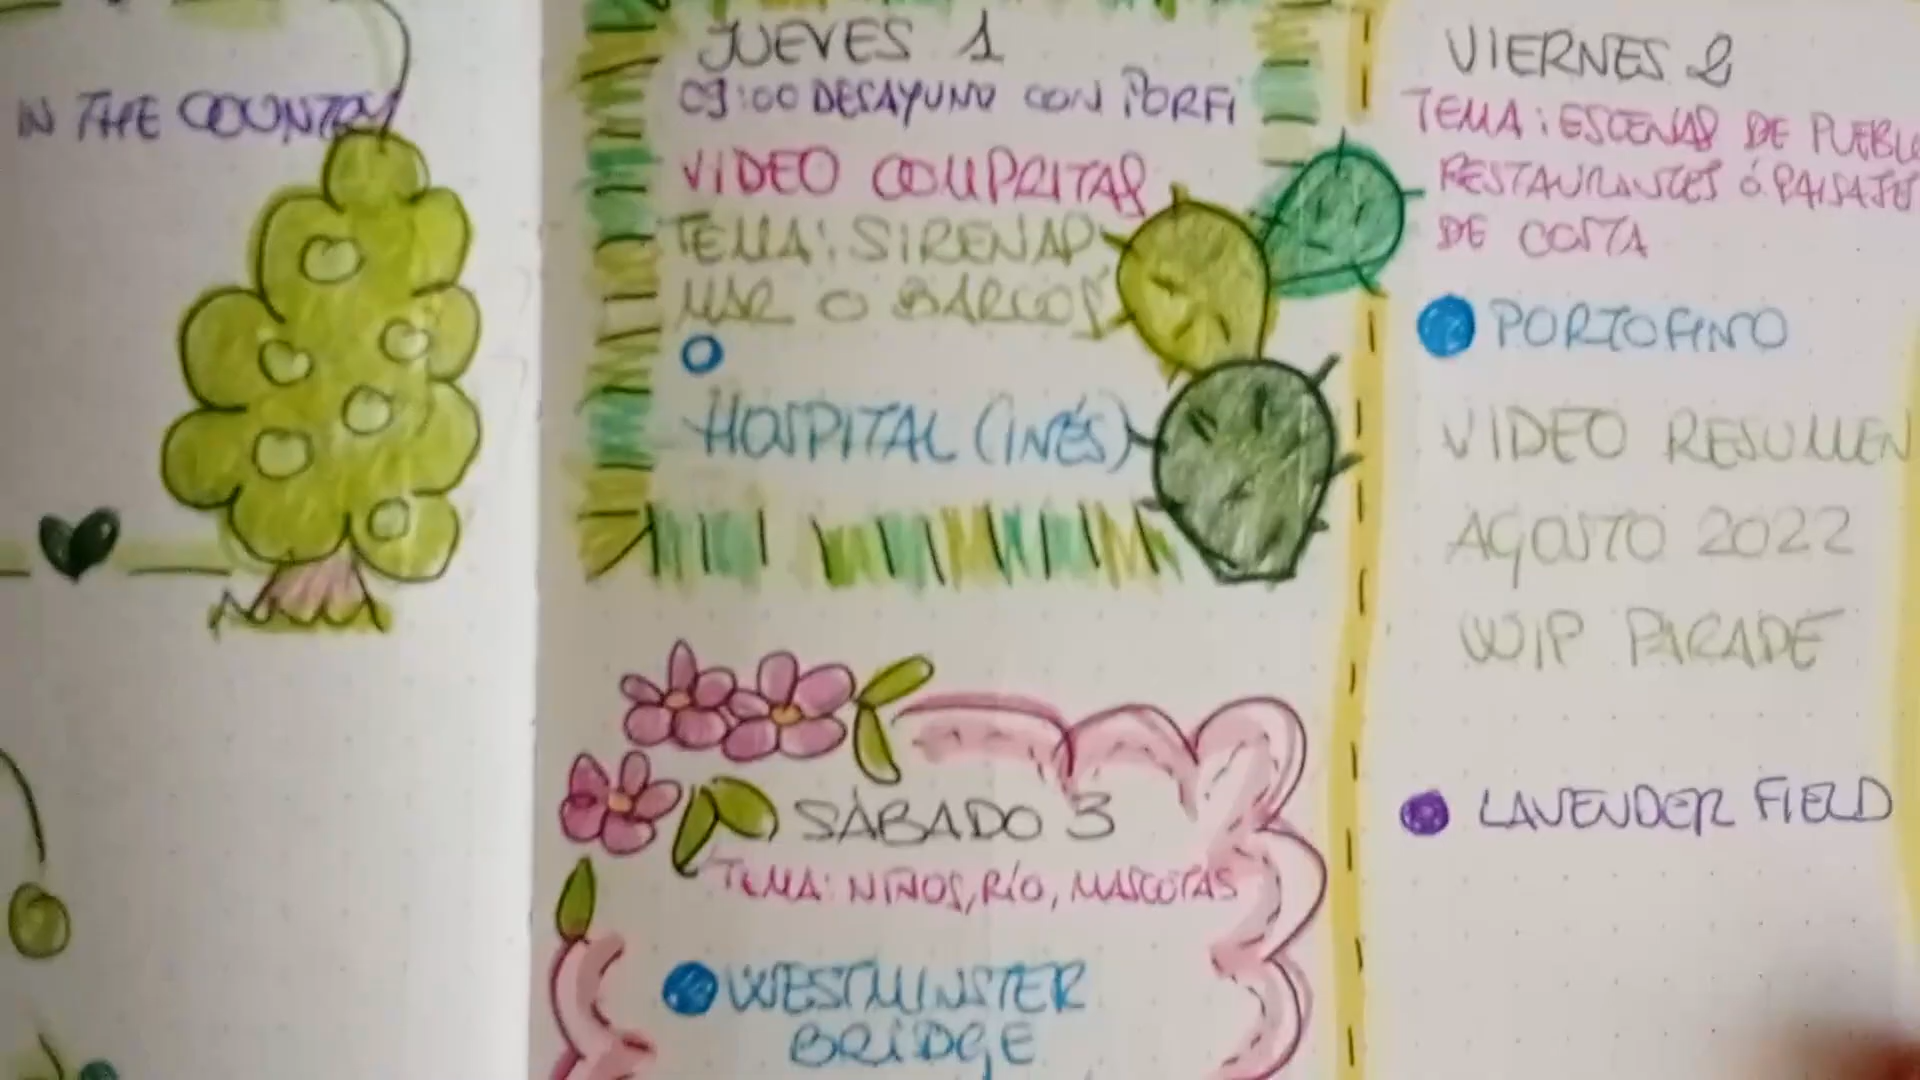 IN THE COUNTRY
JUEVES 1
09:00 DESAYUNO CON PORFI
VIDEO COMPRITAS
TEMA: SIRENAS
MAR O BARCOS
HOSPITAL (INÉS)
SÁBADO 3
TEMA: NIÑOS, RÍO, MASCOTAS
WESTMINSTER
BRIDGE
VIERNES 2
TEMA: ESCENAS DE PUEBLO
RESTAURANTES Ó PAISAJES
DE COSTA
PORTOFINO
VIDEO RESUMEN
AGOSTO 2022
WIP PARADE
LAVENDER FIELD